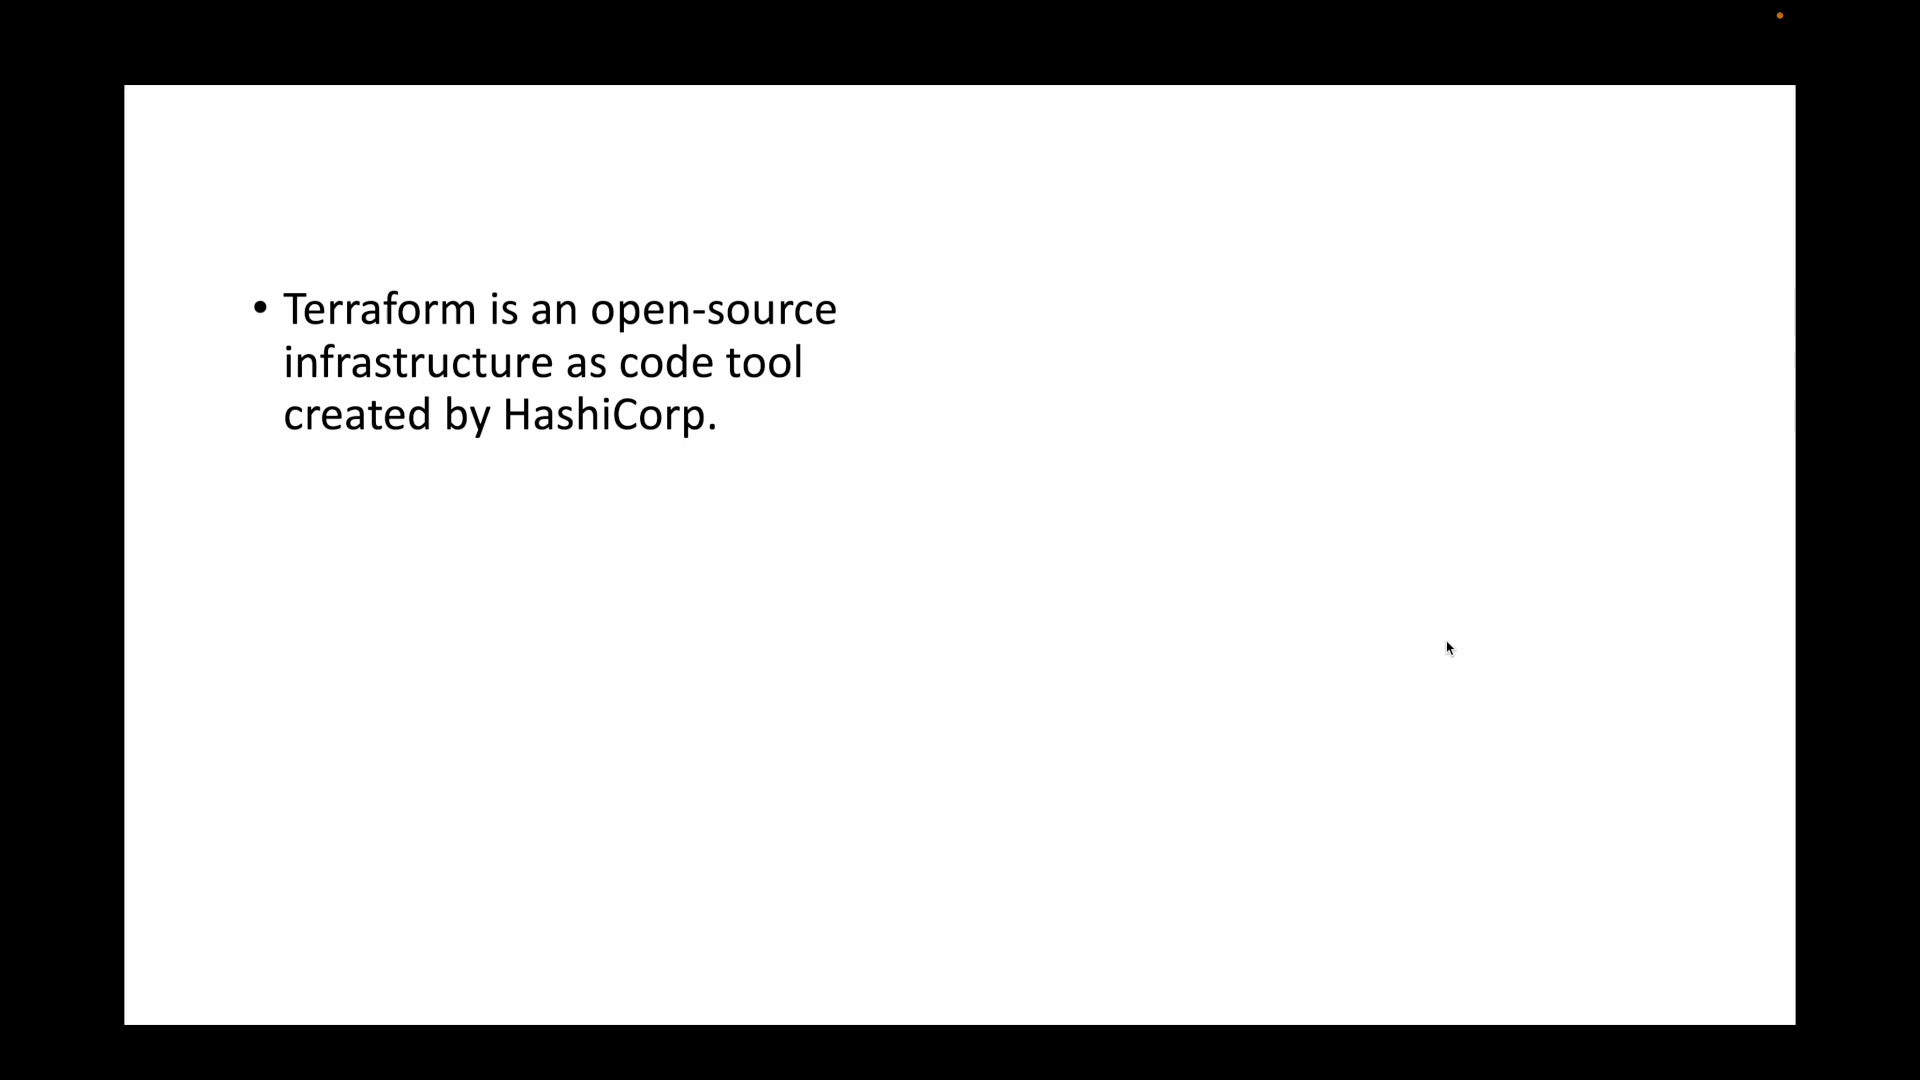 • Terraform is an open-source
infrastructure as code tool
created by HashiCorp.